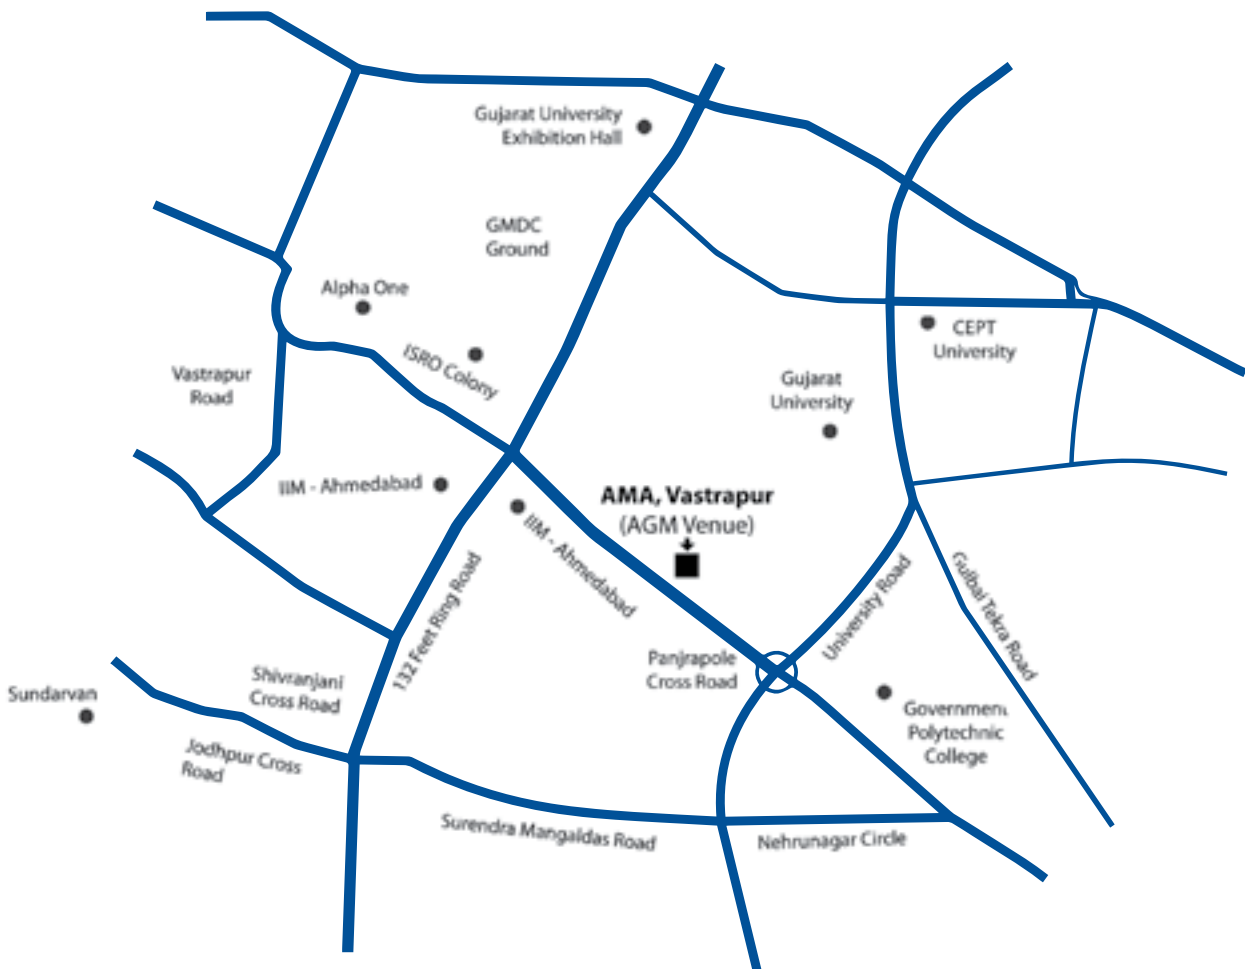 Gujarat University
Exhibition Hall
GMDC
Ground
Alpha One
ISRO Colony
CEPT
University
Vastrapur
Road
Gujarat
University
IIM - Ahmedabad
AMA, Vastrapur
(AGM Venue)
IIM - Ahmedabad
132 Feet Ring Road
University Road
Gulbai Tekra Road
Panjrapole
Cross Road
Shivranjani
Cross Road
Sundarvan
Government
Polytechnic
College
Jodhpur Cross
Road
Surendra Mangaldas Road
Nehrunagar Circle